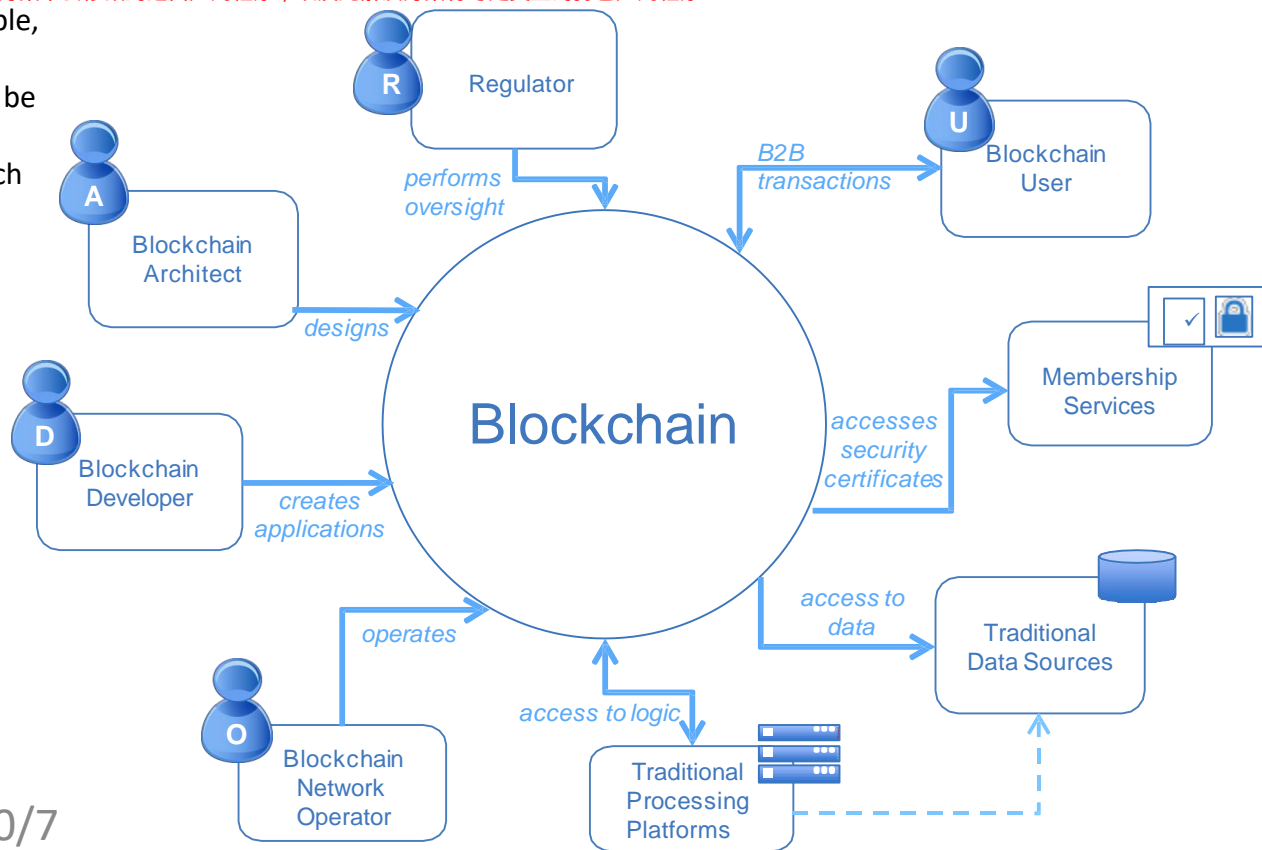 ple,
be
ch
R
Regulator
U
Blockchain
User
B2B
transactions
performs
oversight
A
Blockchain
Architect
designs
Membership
Services
D
Blockchain
Developer
Blockchain
accesses
security
certificates
creates
applications
access to
data
Traditional
Data Sources
operates
O
Blockchain
Network
Operator
access to logic
Traditional
Processing
Platforms
0/7